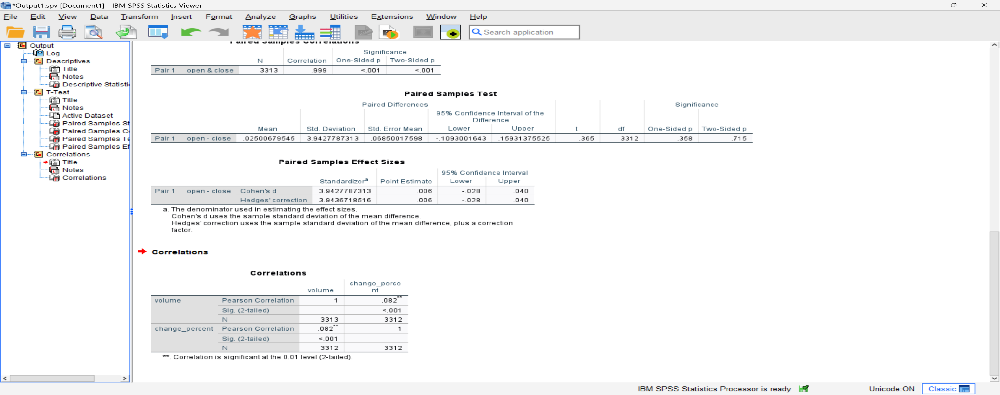 *Output1.spv [Document1] - IBM SPSS Statistics Viewer
File Edit View Data Transform Insert Format Analyze Graphs Utilities Extensions Window Help
Search application
Output
Log
Descriptives
Title
Notes
Descriptive Statisti
T-Test
Title
Notes
Active Dataset
Paired Samples St
Paired Samples C
Paired Samples Te
Paired Samples Ef
Correlations
Title
Notes
Correlations
Paired Samples Correlations
Significance
N Correlation One-Sided p Two-Sided p
Pair 1 open & close 3313 .999 <.001 <.001
Paired Samples Test
Paired Differences Significance
95% Confidence Interval of the
Difference
Mean Std. Deviation Std. Error Mean Lower Upper t df One-Sided p Two-Sided p
Pair 1 open - close .02500679545 3.9427787313 .06850017598 -.1093001643 .15931375525 .365 3312 .358 .715
Paired Samples Effect Sizes
95% Confidence Interval
Standardizerᵃ Point Estimate Lower Upper
Pair 1 open - close Cohen's d 3.9427787313 .006 -.028 .040
Hedges' correction 3.9436718516 .006 -.028 .040
a. The denominator used in estimating the effect sizes.
Cohen's d uses the sample standard deviation of the mean difference.
Hedges' correction uses the sample standard deviation of the mean difference, plus a correction
factor.
Correlations
Correlations
change_perce
volume nt
volume Pearson Correlation 1 .082**
Sig. (2-tailed) <.001
N 3313 3312
change_percent Pearson Correlation .082** 1
Sig. (2-tailed) <.001
N 3312 3312
**. Correlation is significant at the 0.01 level (2-tailed).
IBM SPSS Statistics Processor is ready Unicode:ON Classic